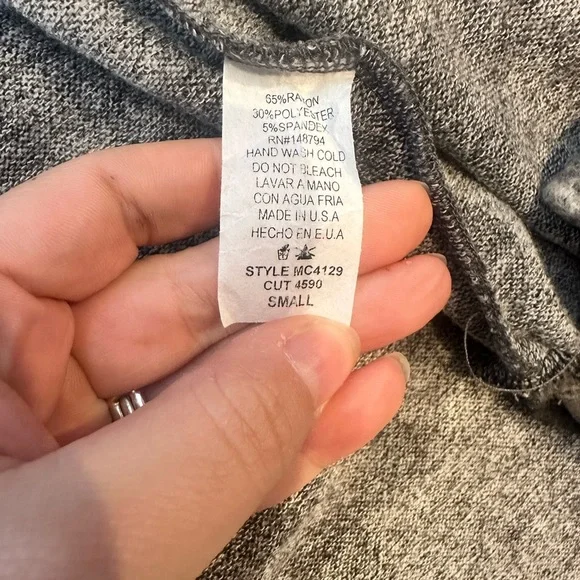 65%RAYON
30%POLYESTER
5%SPANDEX
RN#148794
HAND WASH COLD
DO NOT BLEACH
LAVAR A MANO
CON AGUA FRIA
MADE IN U.S.A
HECHO EN E.U.A
STYLE MC4129
CUT 4590
SMALL